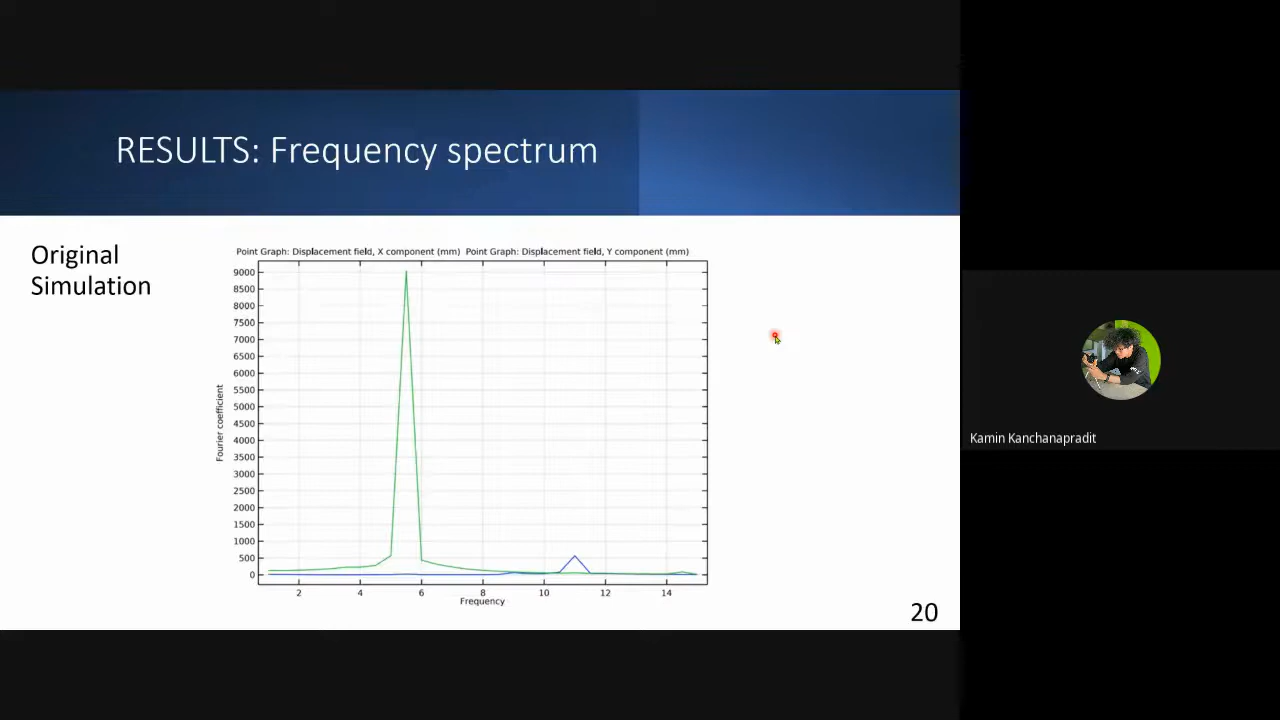 RESULTS: Frequency spectrum
Original
Simulation
Point Graph: Displacement field, X component (mm) Point Graph: Displacement field, Y component (mm)
9000
8500
8000
7500
7000
6500
6000
5500
5000
4500
4000
3500
3000
2500
2000
1500
1000
500
0
Fourier coefficient
2 4 6 8 10 12 14
Frequency
20
Kamin Kanchanapradit